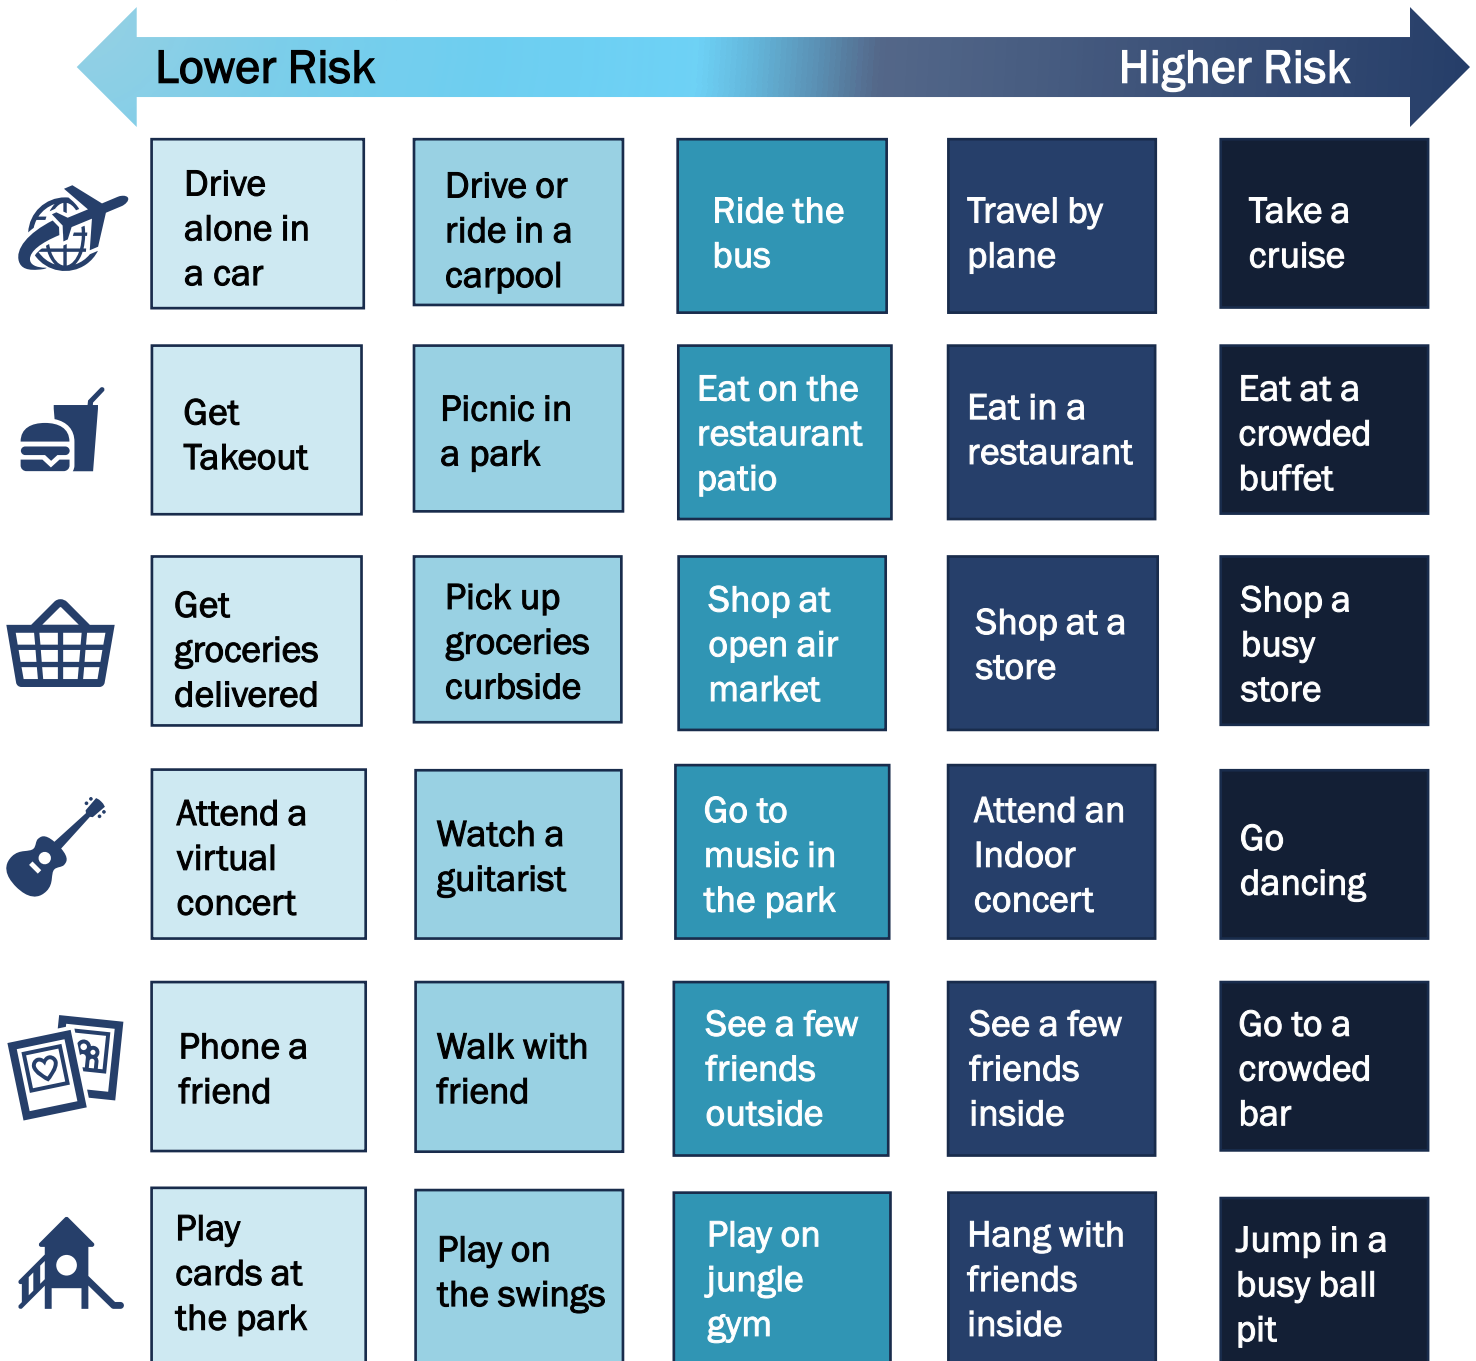 Lower Risk
Higher Risk
Drive
alone in
a car
Drive or
ride in a
carpool
Ride the
bus
Travel by
plane
Take a
cruise
Get
Takeout
Picnic in
a park
Eat on the
restaurant
patio
Eat in a
restaurant
Eat at a
crowded
buffet
Get
groceries
delivered
Pick up
groceries
curbside
Shop at
open air
market
Shop at a
store
Shop a
busy
store
Attend a
virtual
concert
Watch a
guitarist
Go to
music in
the park
Attend an
Indoor
concert
Go
dancing
Phone a
friend
Walk with
friend
See a few
friends
outside
See a few
friends
inside
Go to a
crowded
bar
Play
cards at
the park
Play on
the swings
Play on
jungle
gym
Hang with
friends
inside
Jump in a
busy ball
pit